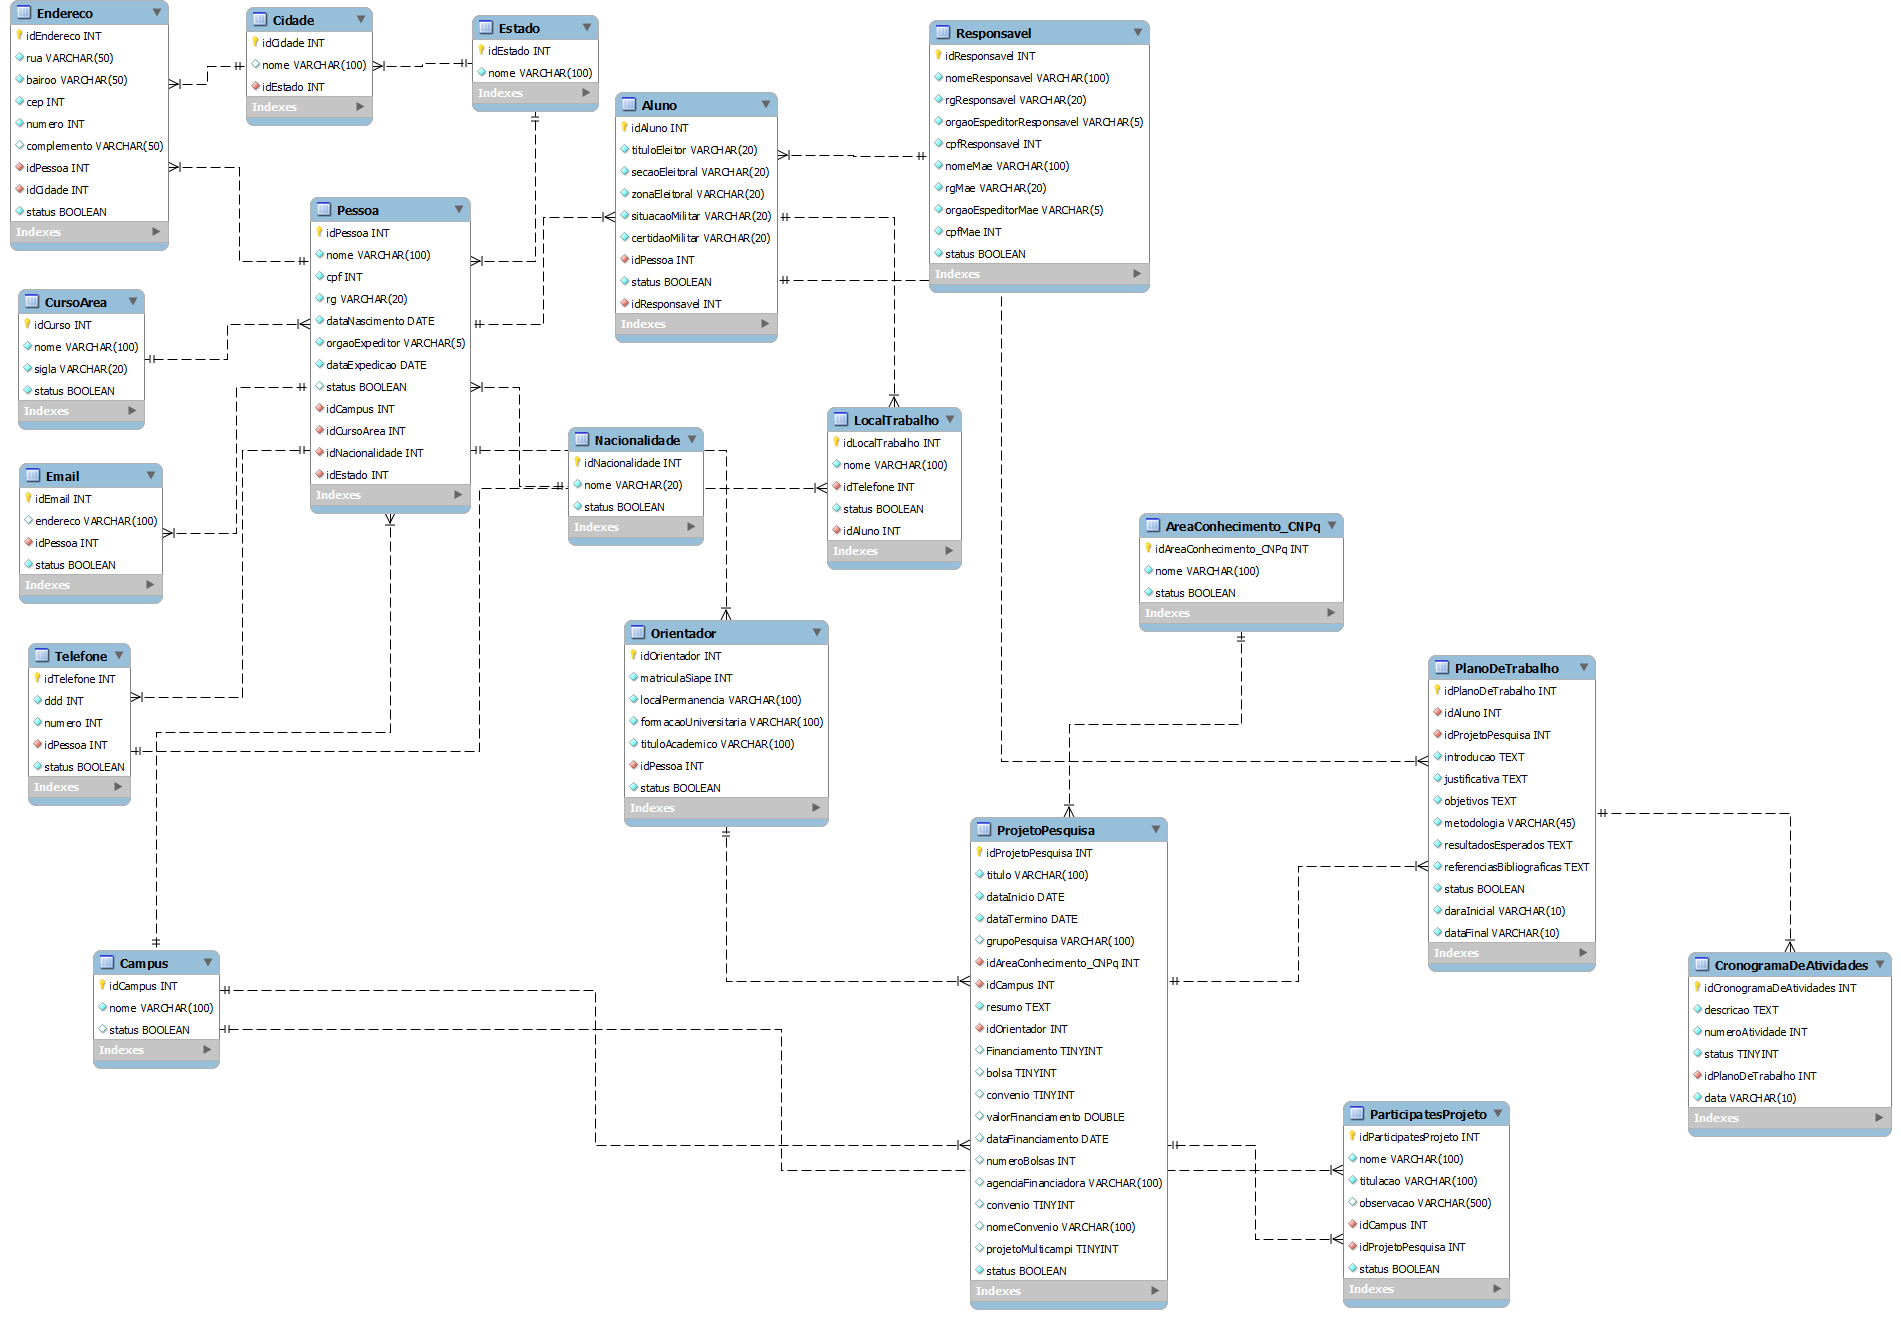 Endereco
idEndereco INT
rua VARCHAR(50)
bairoo VARCHAR(50)
cep INT
numero INT
complemento VARCHAR(50)
idPessoa INT
idCidade INT
status BOOLEAN
Indexes
Cidade
idCidade INT
nome VARCHAR(100)
idEstado INT
Indexes
Estado
idEstado INT
nome VARCHAR(100)
Indexes
Aluno
idAluno INT
tituloEleitor VARCHAR(20)
secaoEleitoral VARCHAR(20)
zonaEleitoral VARCHAR(20)
situacaoMilitar VARCHAR(20)
certidaoMilitar VARCHAR(20)
idPessoa INT
status BOOLEAN
idResponsavel INT
Indexes
Responsavel
idResponsavel INT
nomeResponsavel VARCHAR(100)
rgResponsavel VARCHAR(20)
orgaoEspeditorResponsavel VARCHAR(5)
cpfResponsavel INT
nomeMae VARCHAR(100)
rgMae VARCHAR(20)
orgaoEspeditorMae VARCHAR(5)
cpfMae INT
status BOOLEAN
Indexes
Pessoa
idPessoa INT
nome VARCHAR(100)
cpf INT
rg VARCHAR(20)
dataNascimento DATE
orgaoExpeditor VARCHAR(5)
dataExpedicao DATE
status BOOLEAN
idCampus INT
idCursoArea INT
idNacionalidade INT
idEstado INT
Indexes
CursoArea
idCurso INT
nome VARCHAR(100)
sigla VARCHAR(20)
status BOOLEAN
Indexes
Email
idEmail INT
endereco VARCHAR(100)
idPessoa INT
status BOOLEAN
Indexes
Nacionalidade
idNacionalidade INT
nome VARCHAR(20)
status BOOLEAN
Indexes
LocalTrabalho
idLocalTrabalho INT
nome VARCHAR(100)
idTelefone INT
status BOOLEAN
idAluno INT
Indexes
AreaConhecimento_CNPq
idAreaConhecimento_CNPq INT
nome VARCHAR(100)
status BOOLEAN
Indexes
Telefone
idTelefone INT
ddd INT
numero INT
idPessoa INT
status BOOLEAN
Indexes
Orientador
idOrientador INT
matriculaSiape INT
localPermanencia VARCHAR(100)
formacaoUniversitaria VARCHAR(100)
tituloAcademico VARCHAR(100)
idPessoa INT
status BOOLEAN
Indexes
PlanoDeTrabalho
idPlanoDeTrabalho INT
idAluno INT
idProjetoPesquisa INT
introducao TEXT
justificativa TEXT
objetivos TEXT
metodologia VARCHAR(45)
resultadosEsperados TEXT
referenciasBibliograficas TEXT
status BOOLEAN
daraInicial VARCHAR(10)
dataFinal VARCHAR(10)
Indexes
ProjetoPesquisa
idProjetoPesquisa INT
titulo VARCHAR(100)
dataInicio DATE
dataTermino DATE
grupoPesquisa VARCHAR(100)
idAreaConhecimento_CNPq INT
idCampus INT
resumo TEXT
idOrientador INT
Financiamento TINYINT
bolsa TINYINT
convenio TINYINT
valorFinanciamento DOUBLE
dataFinanciamento DATE
numeroBolsas INT
agenciaFinanciadora VARCHAR(100)
convenio TINYINT
nomeConvenio VARCHAR(100)
projetoMulticampi TINYINT
status BOOLEAN
Indexes
Campus
idCampus INT
nome VARCHAR(100)
status BOOLEAN
Indexes
CronogramaDeAtividades
idCronogramaDeAtividades INT
descricao TEXT
numeroAtividade INT
status TINYINT
idPlanoDeTrabalho INT
data VARCHAR(10)
Indexes
ParticipatesProjeto
idParticipatesProjeto INT
nome VARCHAR(100)
titulacao VARCHAR(100)
observacao VARCHAR(500)
idCampus INT
idProjetoPesquisa INT
status BOOLEAN
Indexes